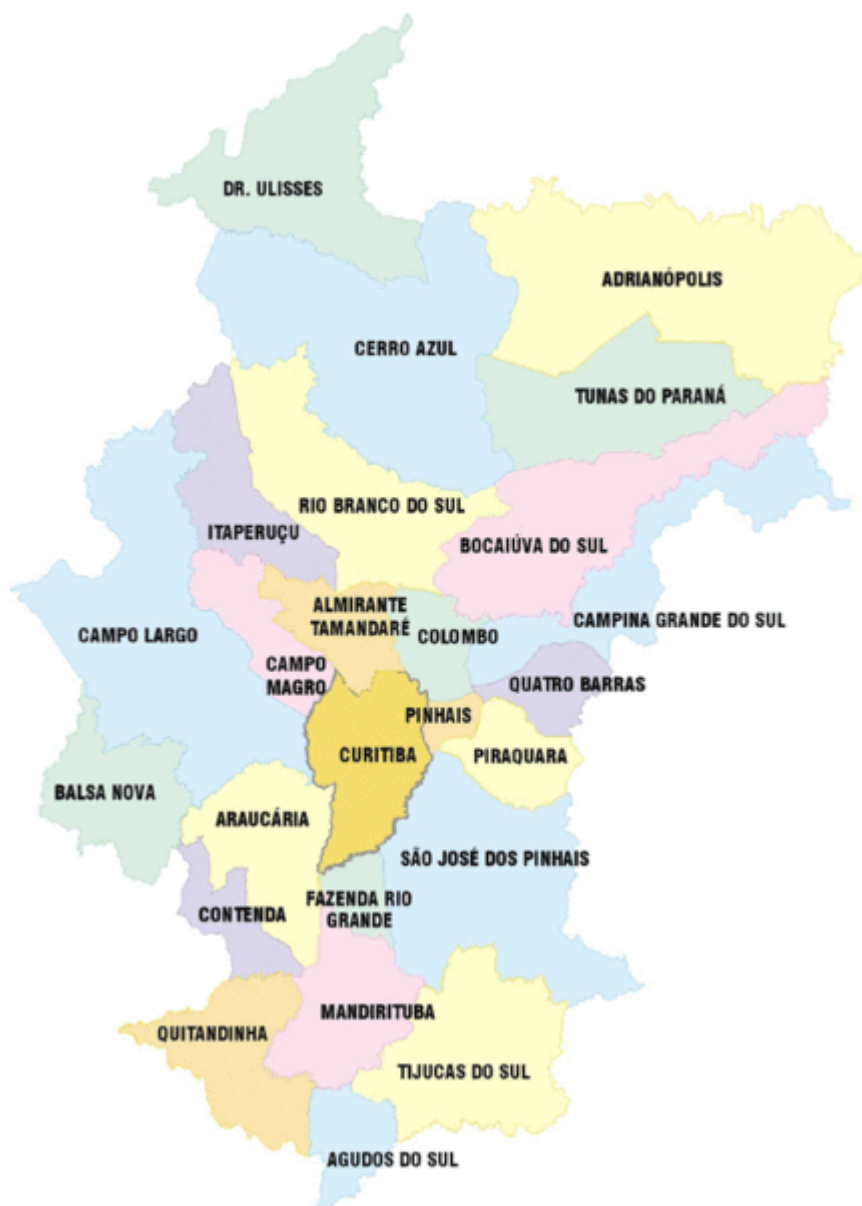 DR. ULISSES
ADRIANÓPOLIS
CERRO AZUL
TUNAS DO PARANÁ
RIO BRANCO DO SUL
ITAPERUÇU
BOCAIÚVA DO SUL
ALMIRANTE
TAMANDARÉ
CAMPINA GRANDE DO SUL
CAMPO LARGO
COLOMBO
CAMPO
MAGRO
QUATRO BARRAS
PINHAIS
CURITIBA
PIRAQUARA
BALSA NOVA
ARAUCÁRIA
SÃO JOSÉ DOS PINHAIS
FAZENDA RIO
GRANDE
CONTENDA
MANDIRITUBA
QUITANDINHA
TIJUCAS DO SUL
AGUDOS DO SUL